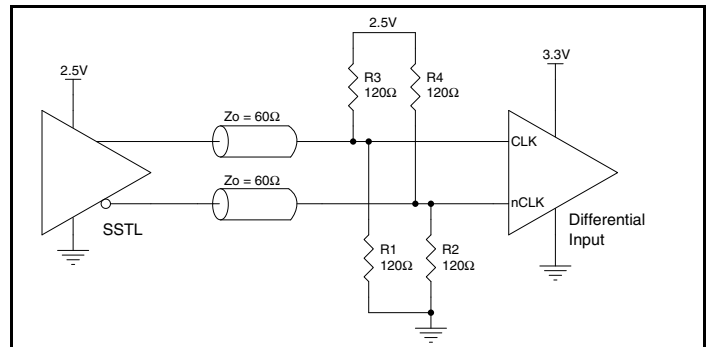 2.5V
3.3V
2.5V
R3
120Ω
R4
120Ω
Zo = 60Ω
CLK
Zo = 60Ω
nCLK
SSTL
Differential
Input
R1
120Ω
R2
120Ω